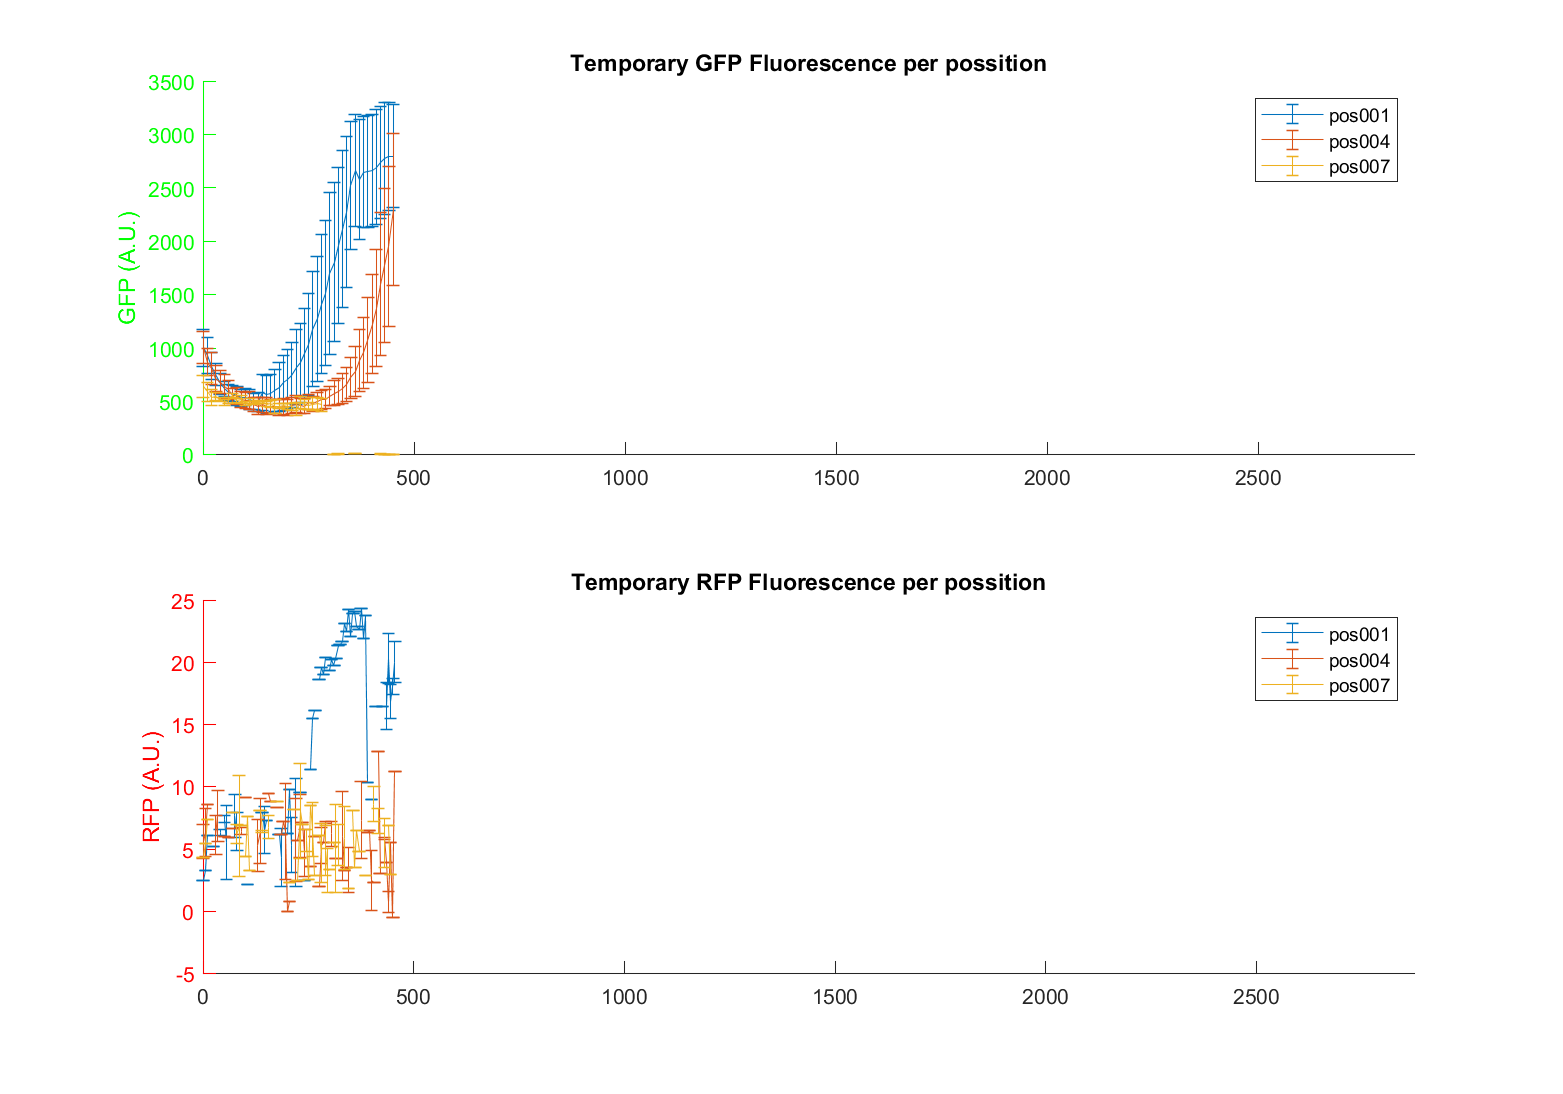 Temporary GFP Fluorescence per possition
3500
3000
2500
2000
1500
1000
500
0
GFP (A.U.)
pos001
pos004
pos007
0 500 1000 1500 2000 2500
Temporary RFP Fluorescence per possition
25
20
15
10
5
0
-5
RFP (A.U.)
pos001
pos004
pos007
0 500 1000 1500 2000 2500